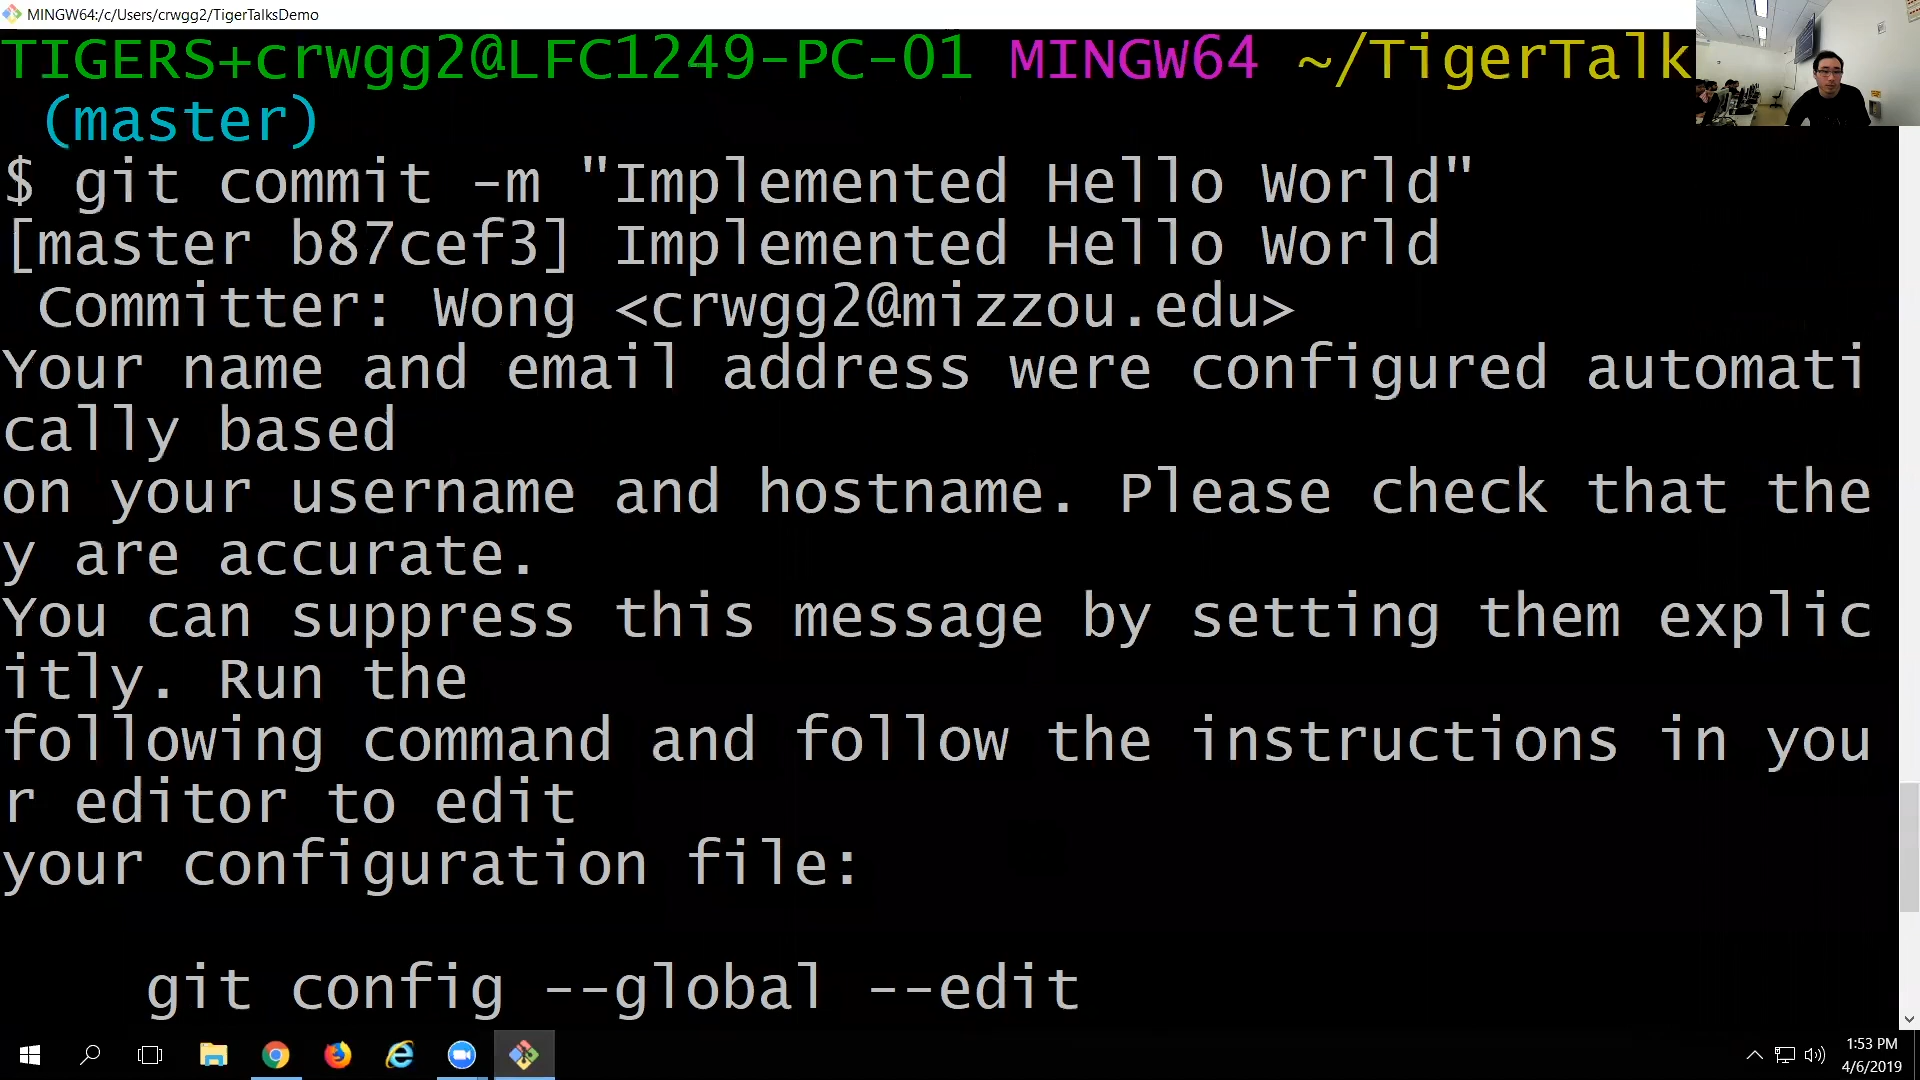 MINGW64:/c/Users/crwgg2/TigerTalksDemo
TIGERS+crwgg2@LFC1249-PC-01 MINGW64 ~/TigerTalk
(master)
$ git commit -m "Implemented Hello World"
[master b87cef3] Implemented Hello World
Committer: Wong <crwgg2@mizzou.edu>
Your name and email address were configured automati
cally based
on your username and hostname. Please check that the
y are accurate.
You can suppress this message by setting them explic
itly. Run the
following command and follow the instructions in you
r editor to edit
your configuration file:
git config --global --edit
1:53 PM
4/6/2019